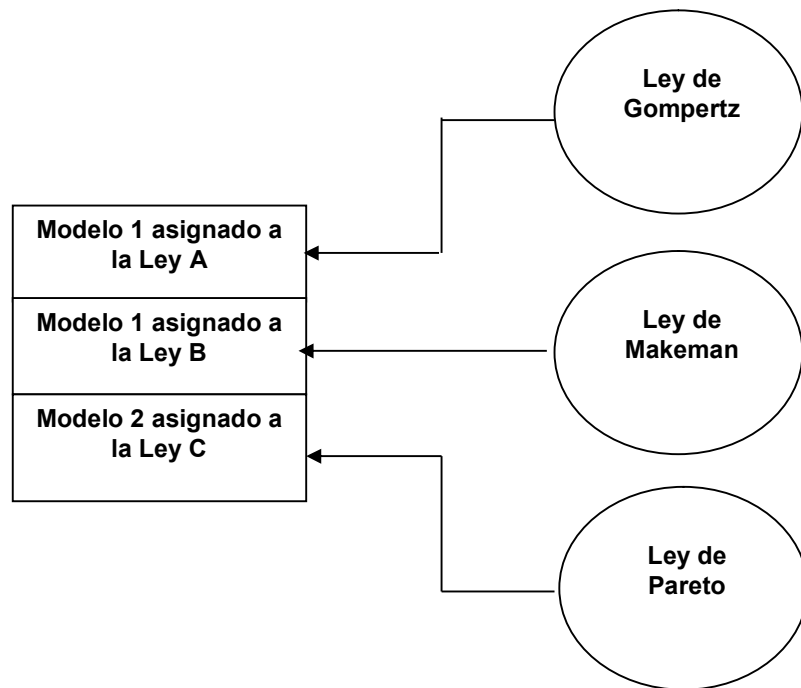 Ley de
Gompertz
Modelo 1 asignado a
la Ley A
Modelo 1 asignado a
la Ley B
Ley de
Makeman
Modelo 2 asignado a
la Ley C
Ley de
Pareto